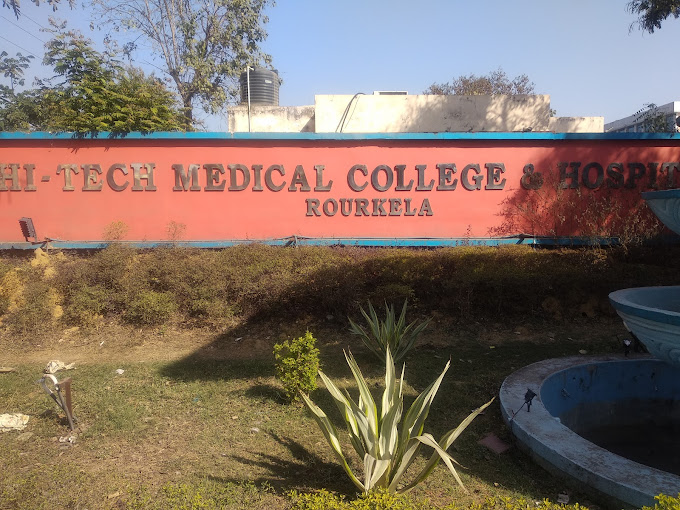 HI-TECH MEDICAL COLLEGE & HOSPIT
ROURKELA